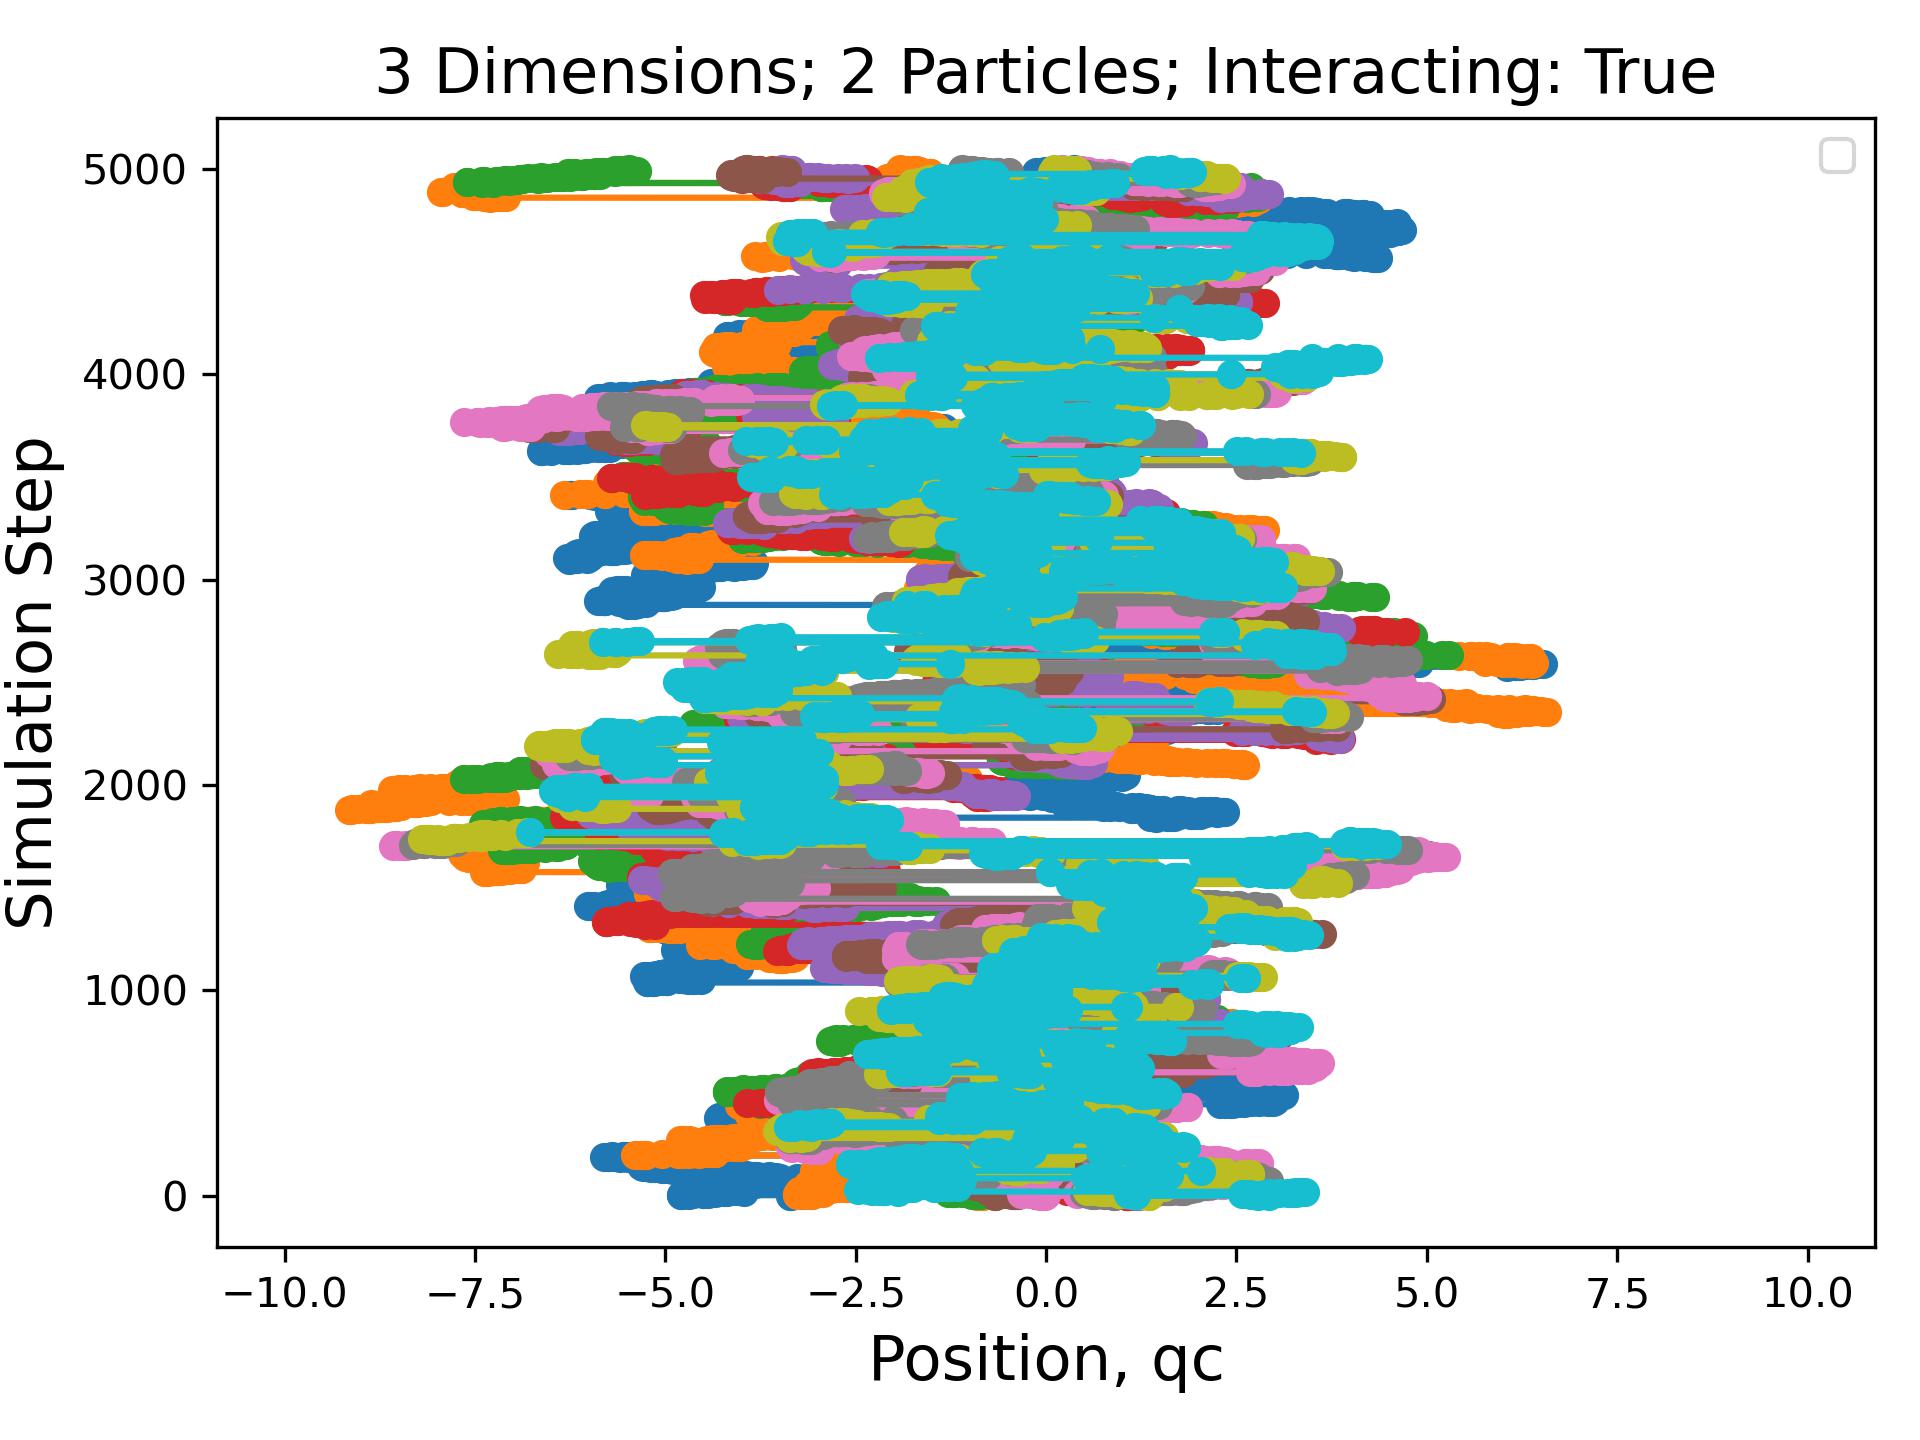 3 Dimensions; 2 Particles; Interacting: True
5000
4000
3000
2000
1000
0
Simulation Step
−10.0 −7.5 −5.0 −2.5 0.0 2.5 5.0 7.5 10.0
Position, qc